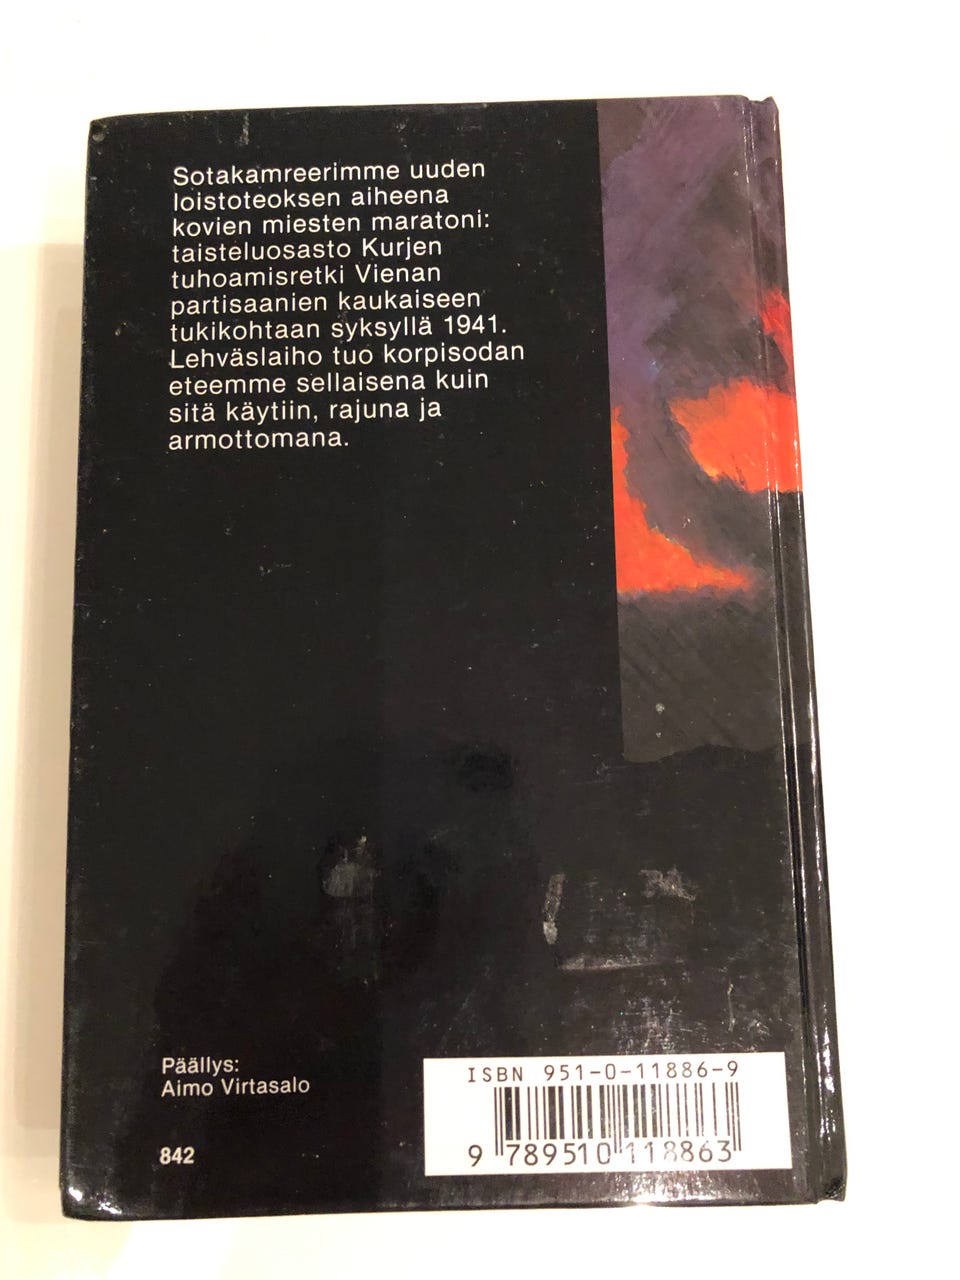 Sotakamreerimme uuden
loistoteoksen aiheena
kovien miesten maratoni:
taisteluosasto Kurjen
tuhoamisretki Vienan
partisaanien kaukaiseen
tukikohtaan syksyllä 1941.
Lehväslaiho tuo korpisodan
eteemme sellaisena kuin
sitä käytiin, rajuna ja
armottomana.
Päällys:
Aimo Virtasalo
842
ISBN 951-0-11886-9
9 789510 118863